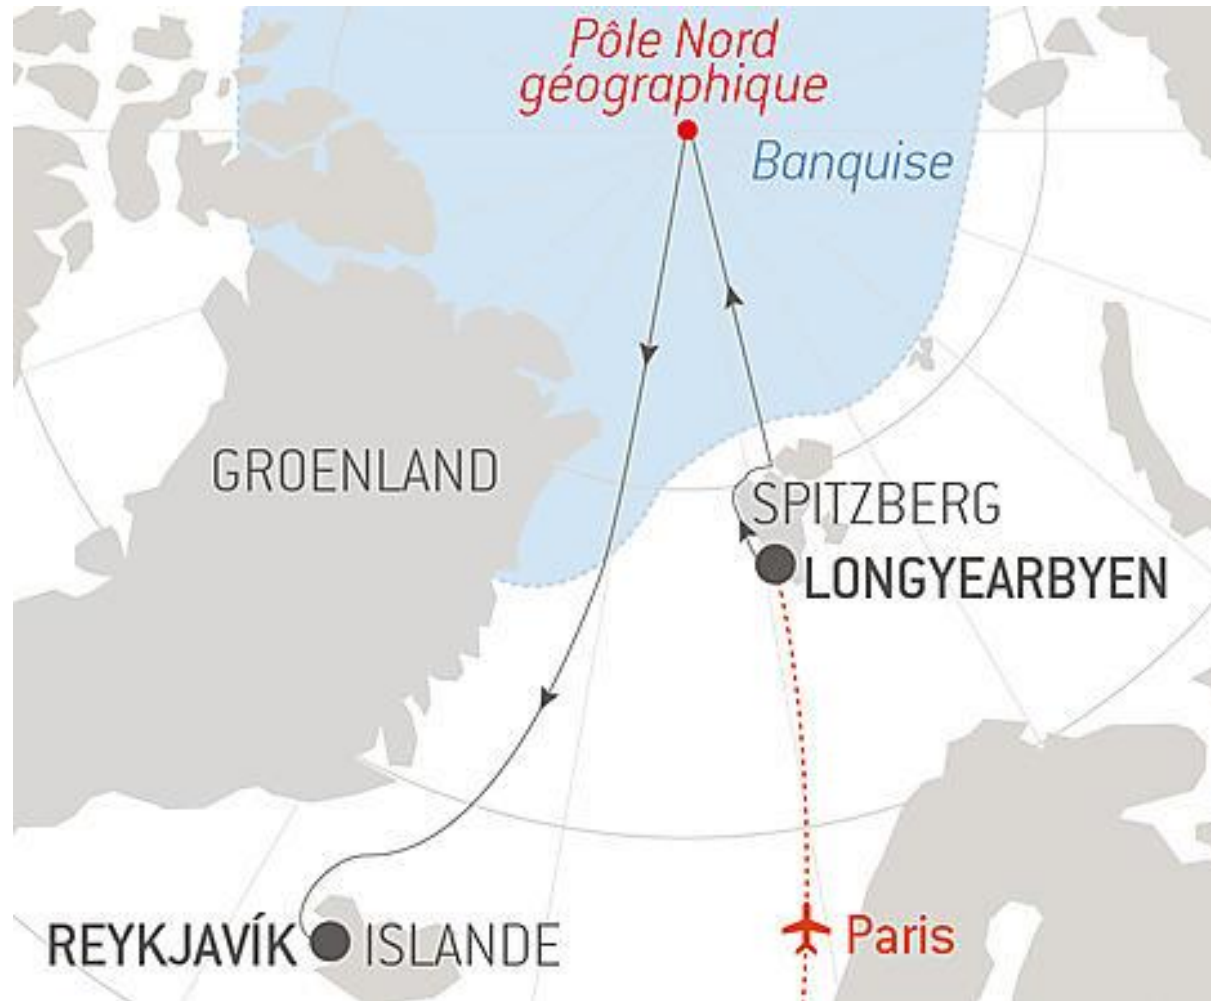 Pôle Nord
géographique
Banquise
GROENLAND
SPITZBERG
LONGYEARBYEN
REYKJAVÍK
ISLANDE
Paris